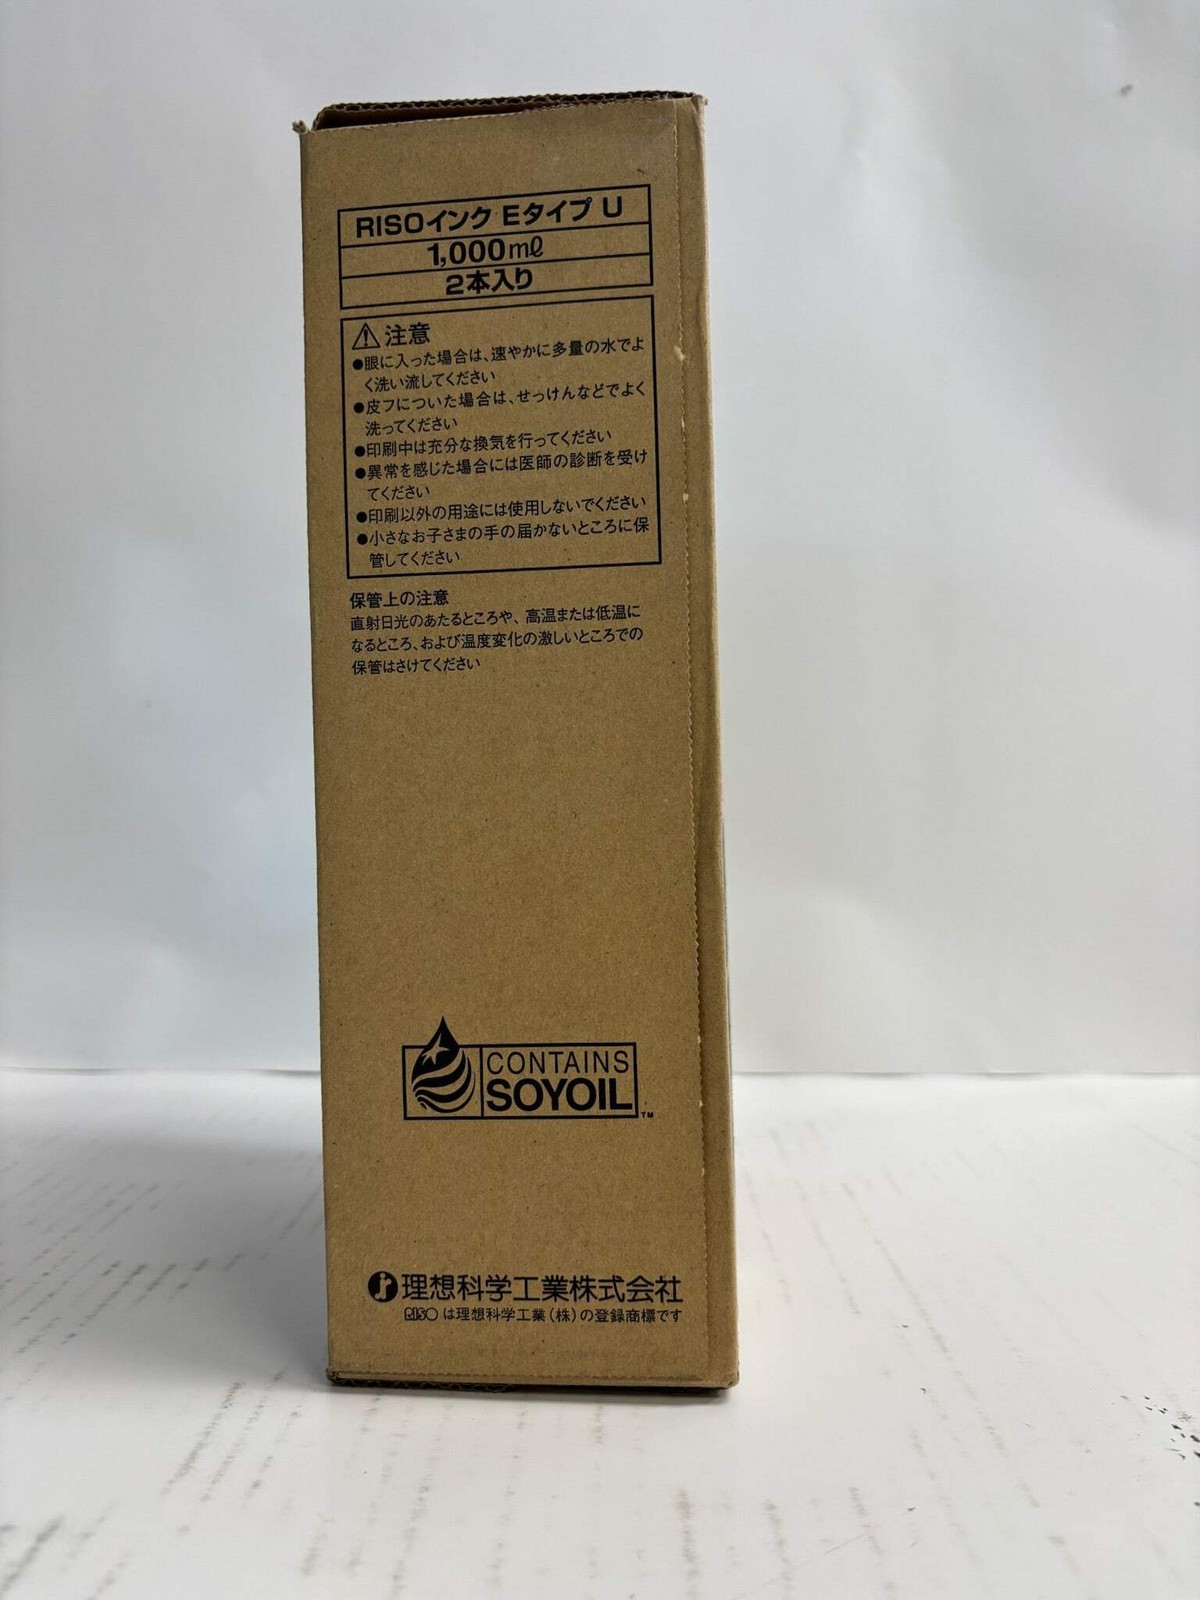 RISOインク Eタイプ U
1,000mℓ
2本入り
注意
●眼に入った場合は、速やかに多量の水でよ
く洗い流してください
●皮フについた場合は、せっけんなどでよく
洗ってください
●印刷中は充分な換気を行ってください
●異常を感じた場合には医師の診断を受け
てください
●印刷以外の用途には使用しないでください
●小さなお子さまの手の届かないところに保
管してください
保管上の注意
直射日光のあたるところや、高温または低温に
なるところ、および温度変化の激しいところでの
保管はさけてください
CONTAINS
SOYOIL™
理想科学工業株式会社
RISO は理想科学工業(株)の登録商標です